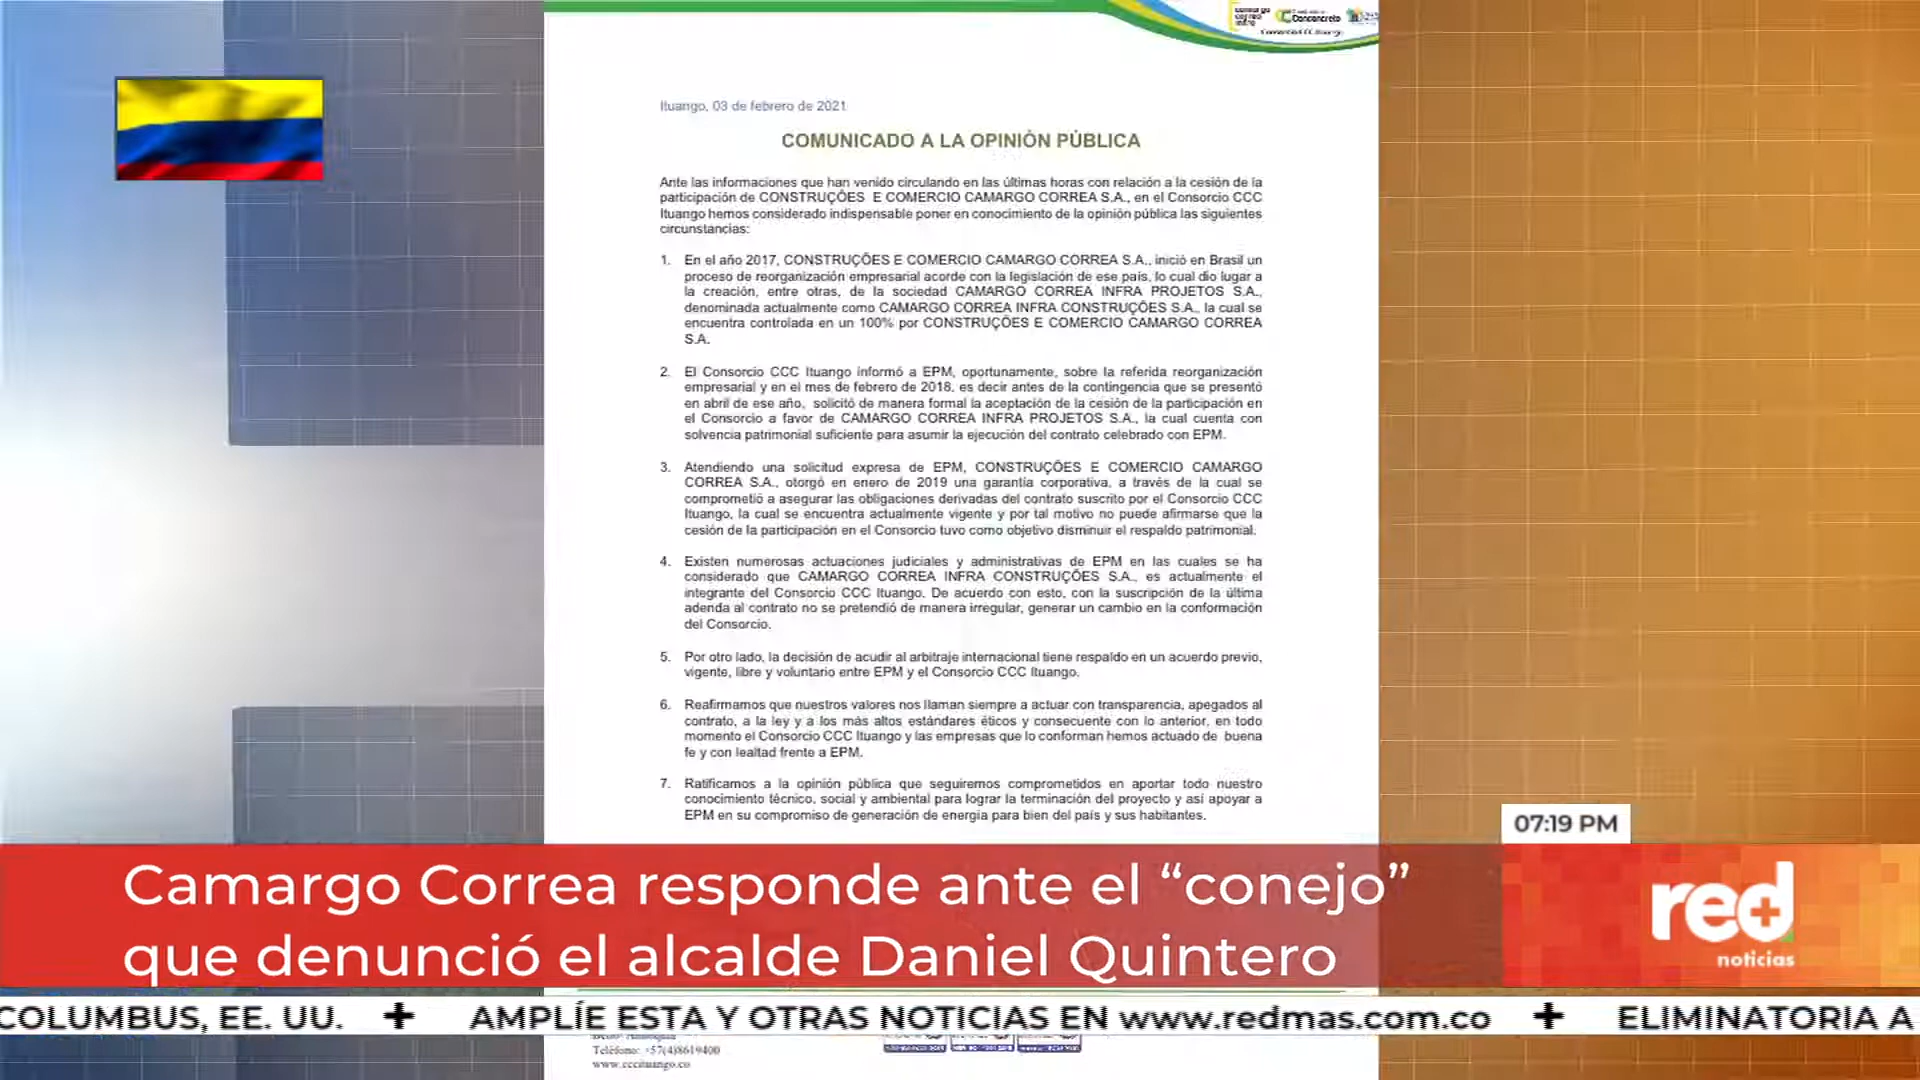 Ituango, 03 de febrero de 2021
COMUNICADO A LA OPINIÓN PÚBLICA
Ante las informaciones que han venido circulando en las últimas horas con relación a la cesión de la
participación de CONSTRUÇÕES E COMERCIO CAMARGO CORREA S.A., en el Consorcio CCC
Ituango hemos considerado indispensable poner en conocimiento de la opinión pública las siguientes
circunstancias:
1. En el año 2017, CONSTRUÇÕES E COMERCIO CAMARGO CORREA S.A., inició en Brasil un
proceso de reorganización empresarial acorde con la legislación de ese país, lo cual dio lugar a
la creación, entre otras, de la sociedad CAMARGO CORREA INFRA PROJETOS S.A.,
denominada actualmente como CAMARGO CORREA INFRA CONSTRUÇÕES S.A., la cual se
encuentra controlada en un 100% por CONSTRUÇÕES E COMERCIO CAMARGO CORREA
S.A.
2. El Consorcio CCC Ituango informó a EPM, oportunamente, sobre la referida reorganización
empresarial y en el mes de febrero de 2018, es decir antes de la contingencia que se presentó
en abril de ese año, solicitó de manera formal la aceptación de la cesión de la participación en
el Consorcio a favor de CAMARGO CORREA INFRA PROJETOS S.A., la cual cuenta con
solvencia patrimonial suficiente para asumir la ejecución del contrato celebrado con EPM.
3. Atendiendo una solicitud expresa de EPM, CONSTRUÇÕES E COMERCIO CAMARGO
CORREA S.A., otorgó en enero de 2019 una garantía corporativa, a través de la cual se
comprometió a asegurar las obligaciones derivadas del contrato suscrito por el Consorcio CCC
Ituango, la cual se encuentra actualmente vigente y por tal motivo no puede afirmarse que la
cesión de la participación en el Consorcio tuvo como objetivo disminuir el respaldo patrimonial.
4. Existen numerosas actuaciones judiciales y administrativas de EPM en las cuales se ha
considerado que CAMARGO CORREA INFRA CONSTRUÇÕES S.A., es actualmente el
integrante del Consorcio CCC Ituango. De acuerdo con esto, con la suscripción de la última
adenda al contrato no se pretendió de manera irregular, generar un cambio en la conformación
del Consorcio.
5. Por otro lado, la decisión de acudir al arbitraje internacional tiene respaldo en un acuerdo previo,
vigente, libre y voluntario entre EPM y el Consorcio CCC Ituango.
6. Reafirmamos que nuestros valores nos llaman siempre a actuar con transparencia, apegados al
contrato, a la ley y a los más altos estándares éticos y consecuente con lo anterior, en todo
momento el Consorcio CCC Ituango y las empresas que lo conforman hemos actuado de buena
fe y con lealtad frente a EPM.
7. Ratificamos a la opinión pública que seguiremos comprometidos en aportar todo nuestro
conocimiento técnico, social y ambiental para lograr la terminación del proyecto y así apoyar a
EPM en su compromiso de generación de energía para bien del país y sus habitantes.
07:19 PM
Camargo Correa responde ante el “conejo”
que denunció el alcalde Daniel Quintero
red+
noticias
COLUMBUS, EE. UU. + AMPLÍE ESTA Y OTRAS NOTICIAS EN www.redmas.com.co + ELIMINATORIA A
Teléfono: +57(4)8619400
www.cccituango.co